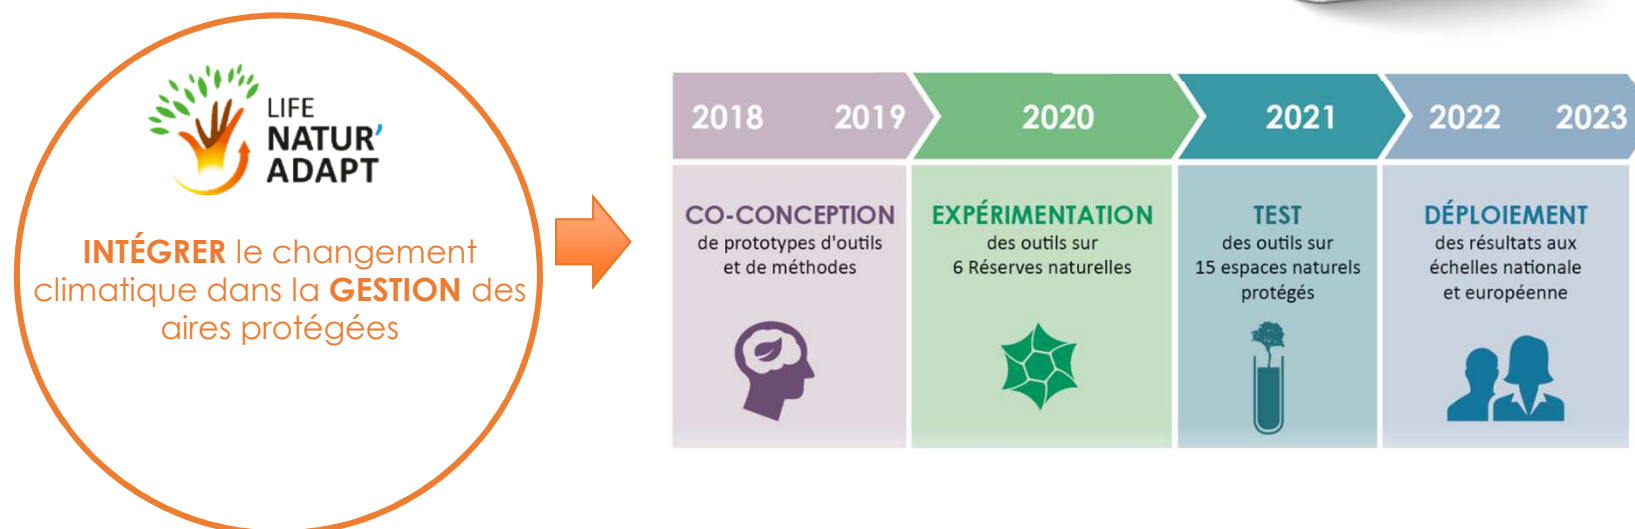 LIFE
NATUR'
ADAPT
INTÉGRER le changement
climatique dans la GESTION des
aires protégées
2018 2019
2020
2021
2022 2023
CO-CONCEPTION
de prototypes d'outils
et de méthodes
EXPÉRIMENTATION
des outils sur
6 Réserves naturelles
TEST
des outils sur
15 espaces naturels
protégés
DÉPLOIEMENT
des résultats aux
échelles nationale
et européenne